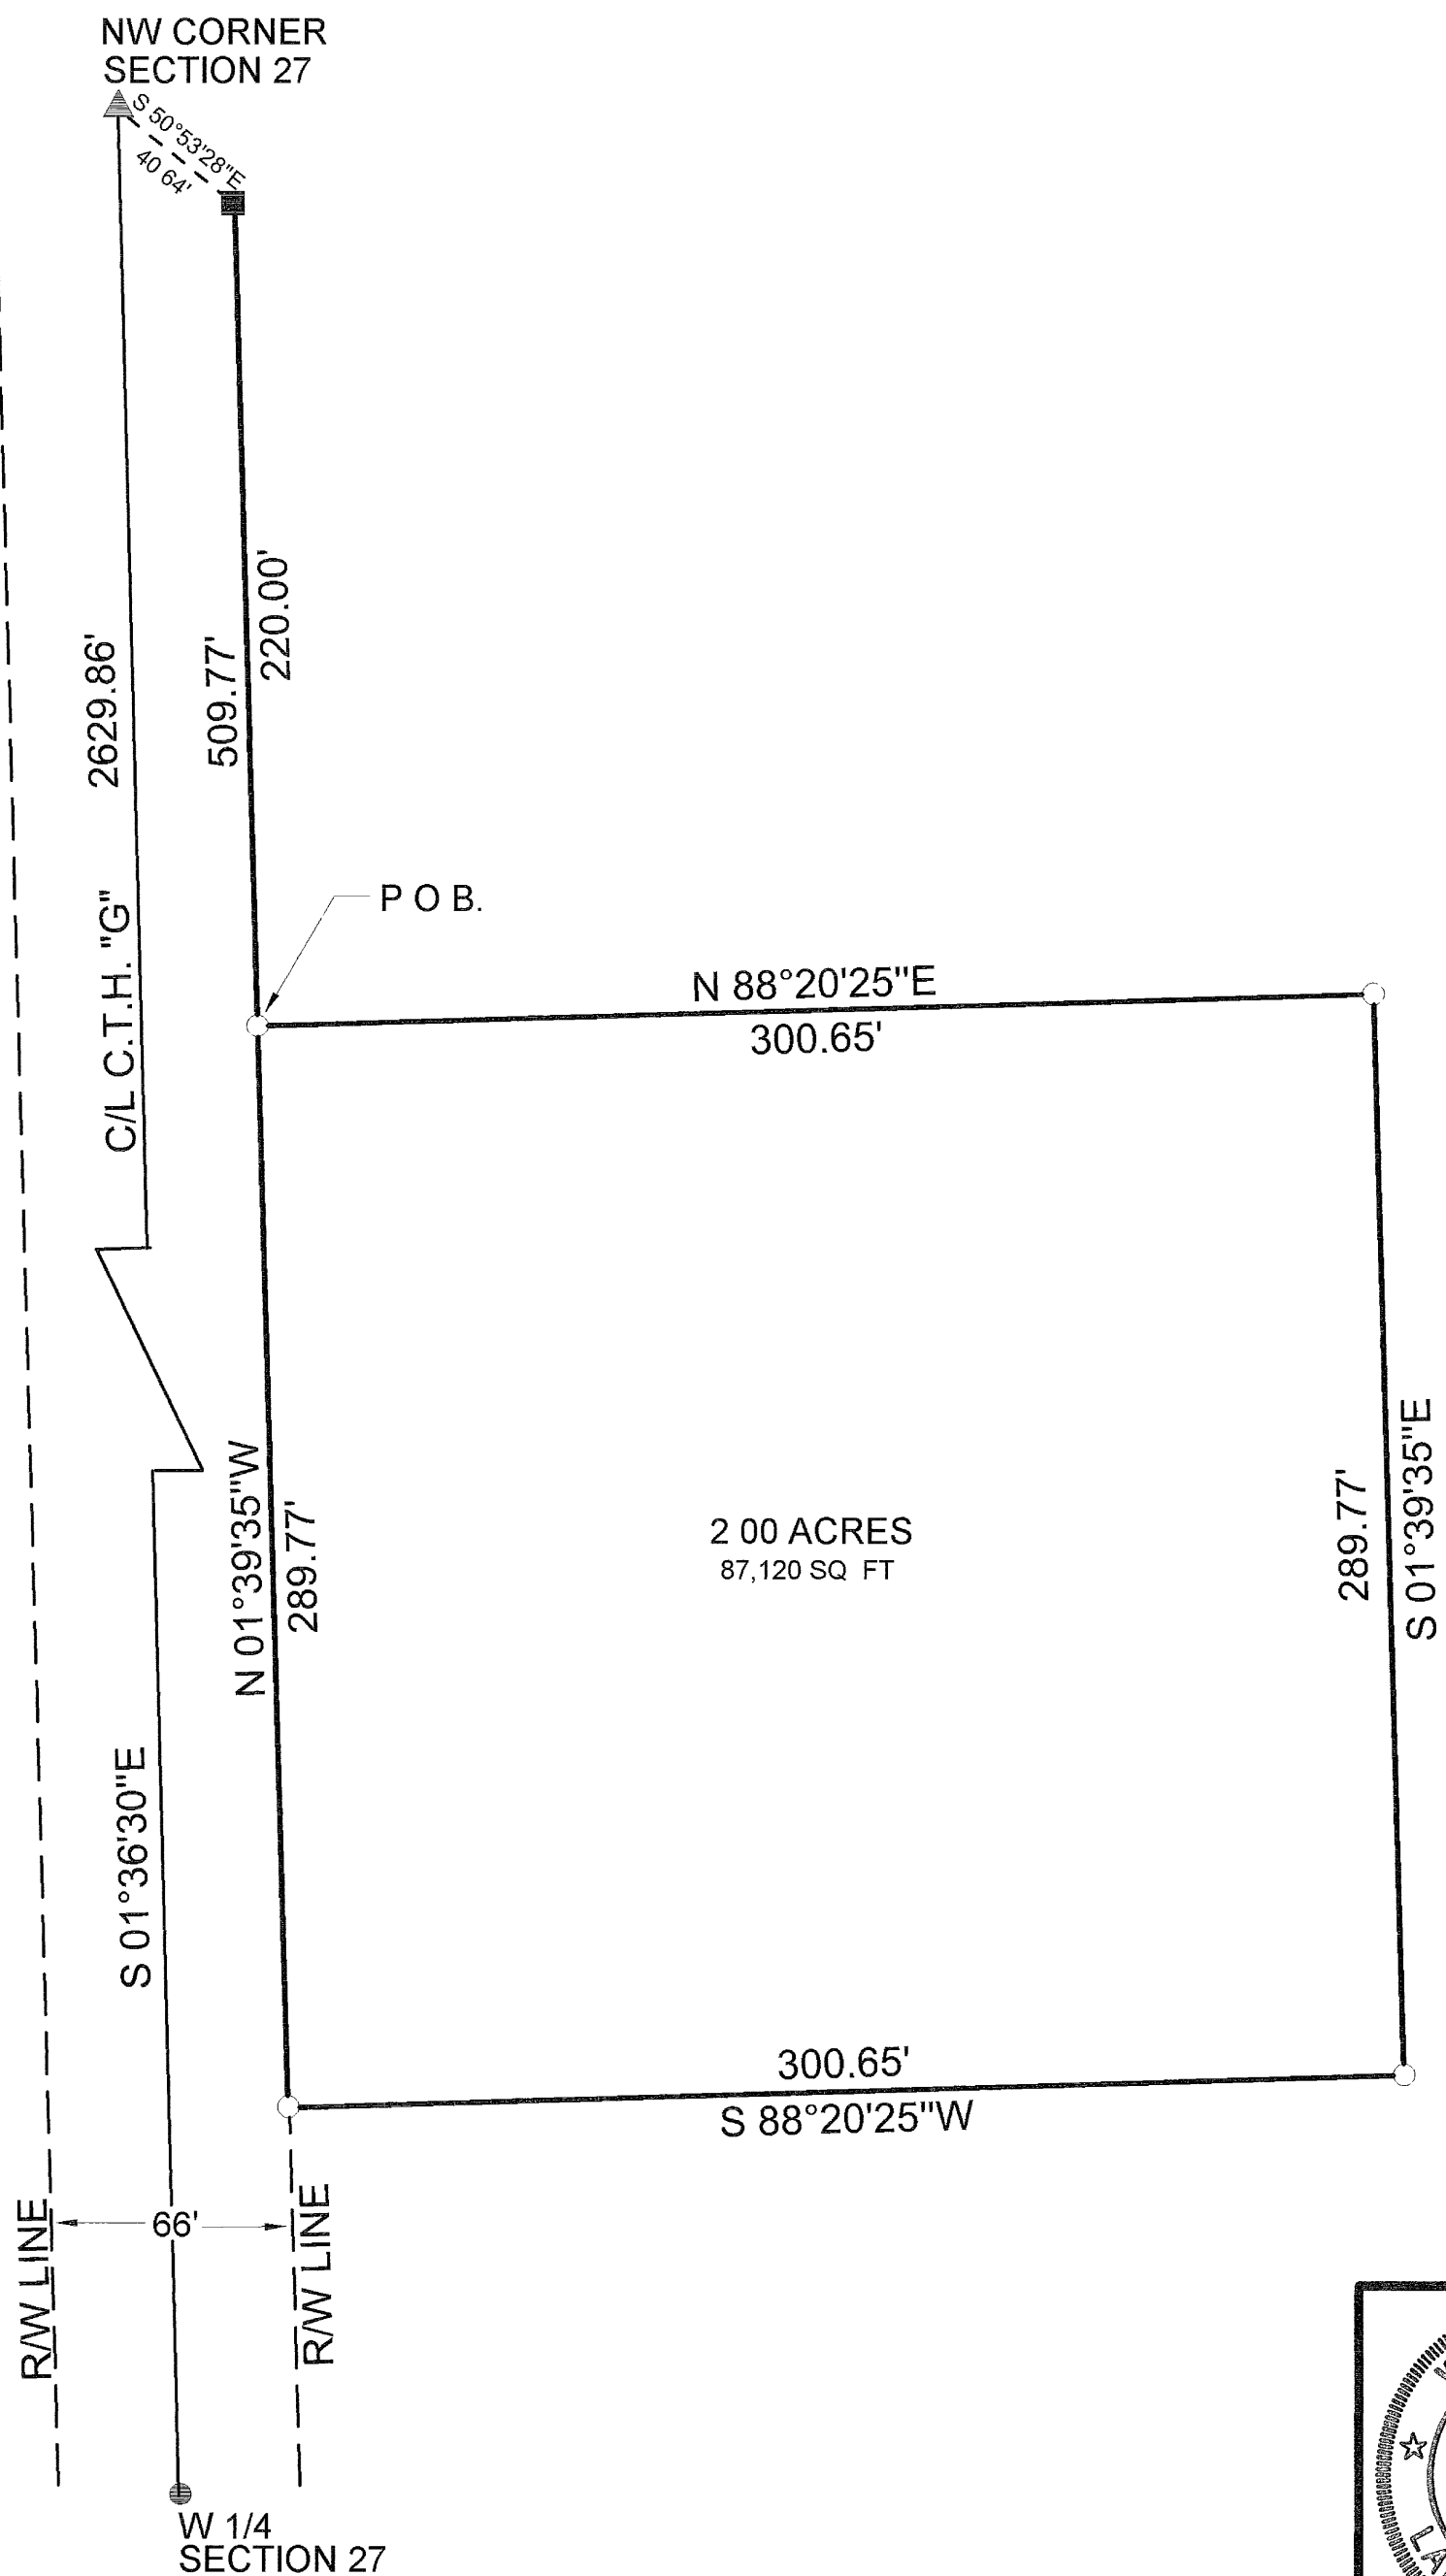 NW CORNER
SECTION 27
S 50°53'28"E
40 64'
2629.86'
509.77'
220.00'
C/L C.T.H. "G"
P O B.
N 88°20'25"E
300.65'
N 01°39'35"W
289.77'
2 00 ACRES
87,120 SQ FT
289.77'
S 01°39'35"E
S 01°36'30"E
300.65'
S 88°20'25"W
R/W LINE
66'
R/W LINE
W 1/4
SECTION 27